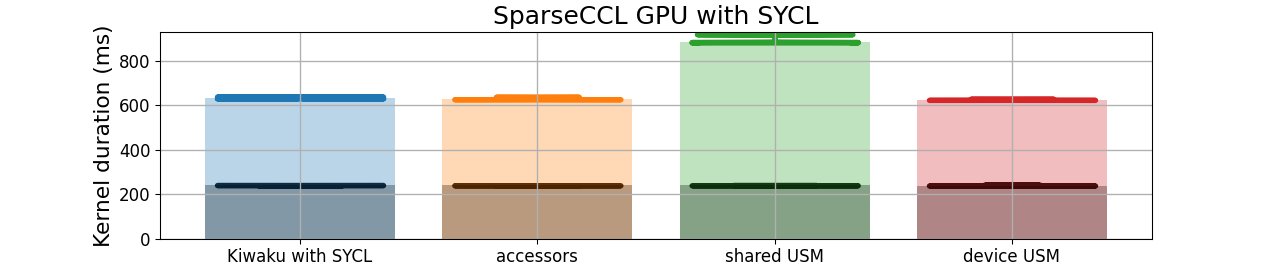 SparseCCL GPU with SYCL
Kernel duration (ms)
800
600
400
200
0
Kiwaku with SYCL
accessors
shared USM
device USM